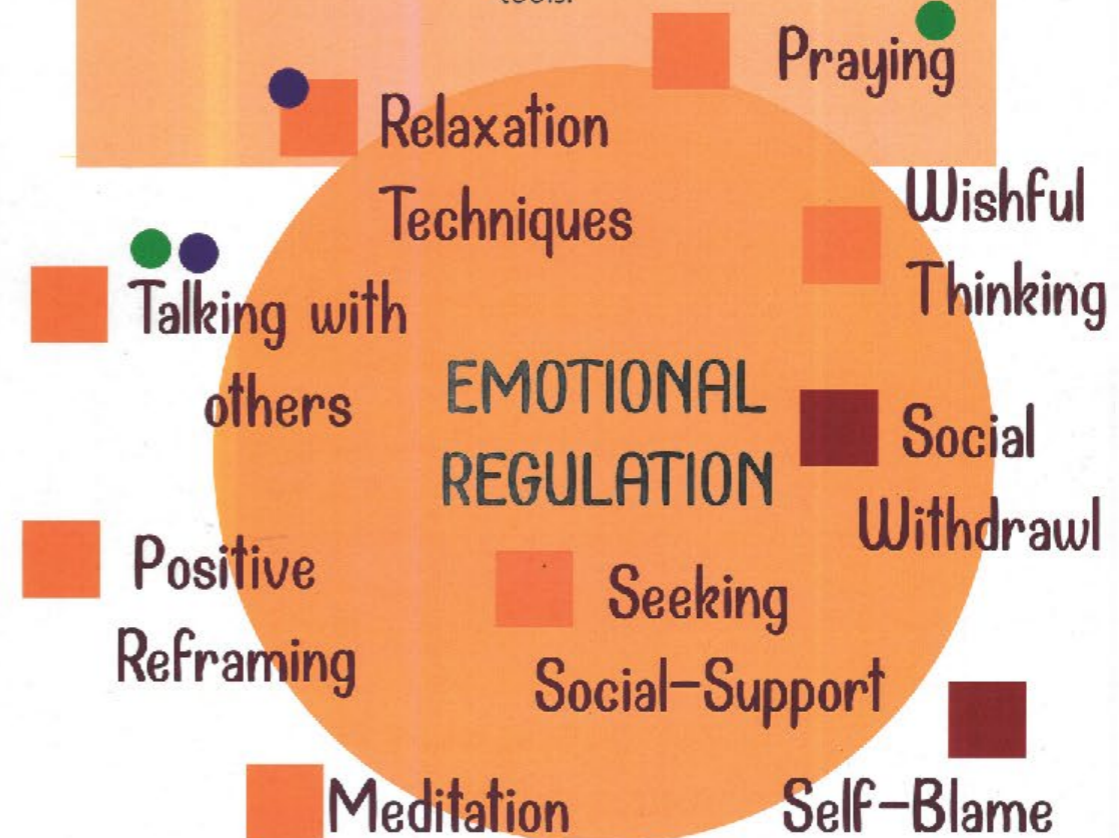 tools.
Praying
Relaxation
Techniques
Wishful
Thinking
Talking with
others
EMOTIONAL
REGULATION
Social
Withdrawl
Positive
Reframing
Seeking
Social-Support
Meditation
Self-Blame